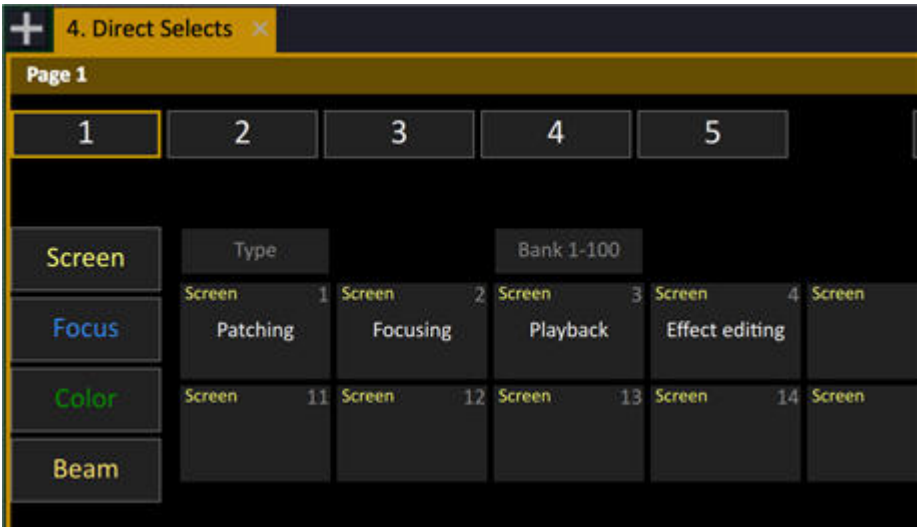 4. Direct Selects
Page 1
1 2 3 4 5
Screen Type Bank 1-100
Screen 1 Screen 2 Screen 3 Screen 4 Screen
Focus Patching Focusing Playback Effect editing
Color Screen 11 Screen 12 Screen 13 Screen 14 Screen
Beam